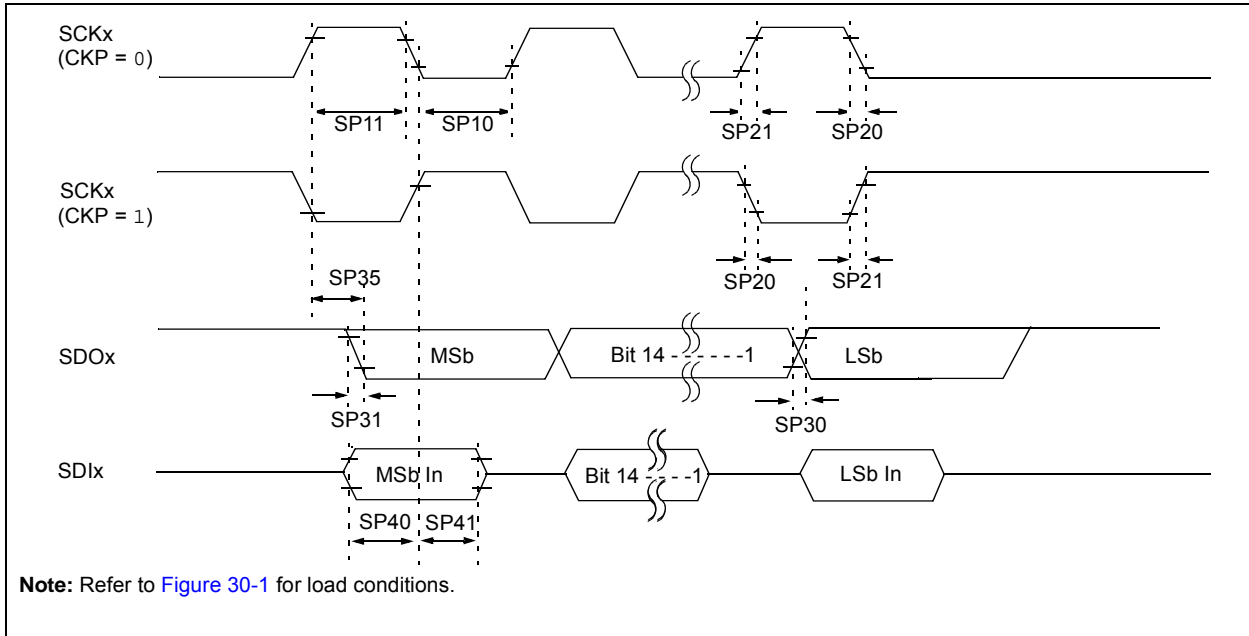 SCKx
(CKP = 0)
SP11
SP10
SP21
SP20
SCKx
(CKP = 1)
SP35
SP20
SP21
SDOx
MSb
Bit 14 - - - - - - -1
LSb
SP31
SP30
SDIx
MSb In
Bit 14 - - - - -1
LSb In
SP40
SP41
Note: Refer to Figure 30-1 for load conditions.